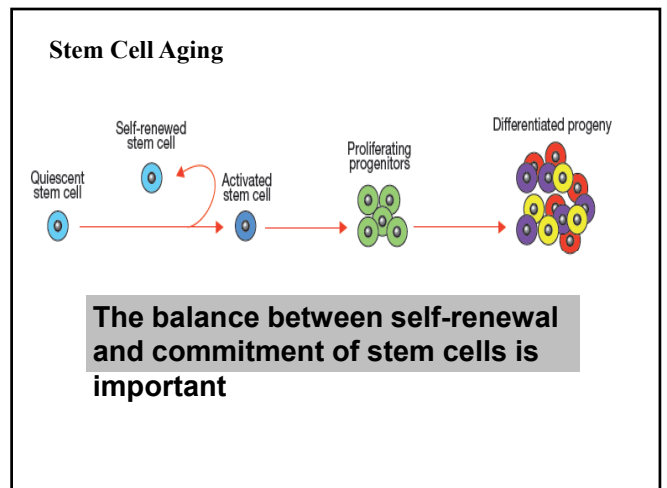 Stem Cell Aging
Self-renewed
stem cell
Quiescent
stem cell
Activated
stem cell
Proliferating
progenitors
Differentiated progeny
The balance between self-renewal
and commitment of stem cells is
important